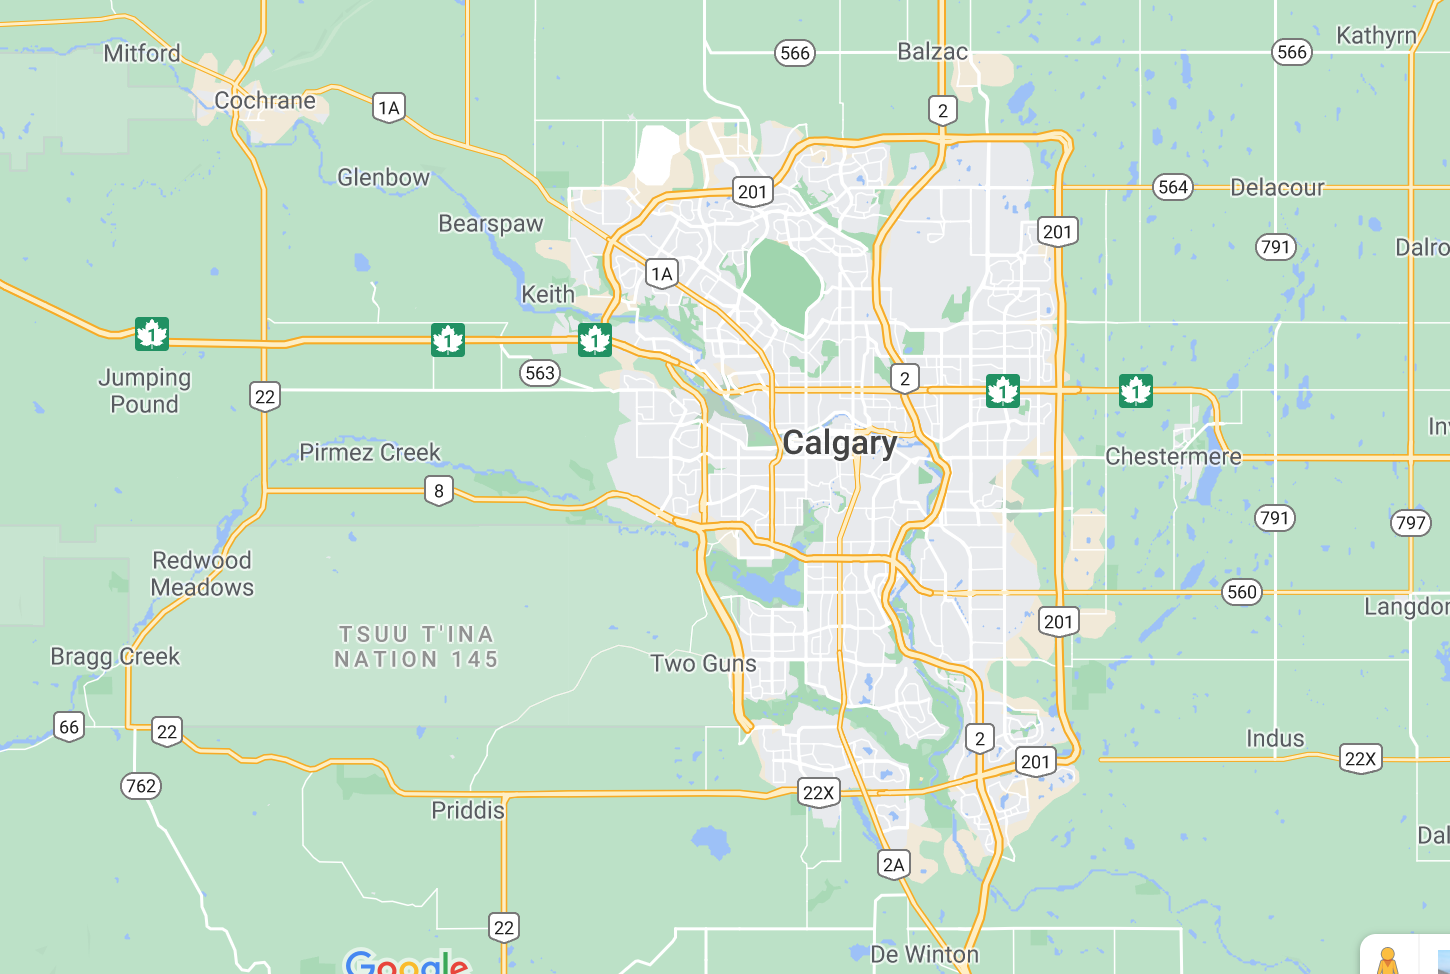 Kathyrn
566
Balzac
566
Mitford
Cochrane
1A
2
Glenbow
201
564
Delacour
Bearspaw
201
791
Dalro
1A
Keith
1
1
1
Jumping
Pound
563
22
2
1
1
Calgary
In
Pirmez Creek
Chestermere
8
791
797
Redwood
Meadows
560
Langdor
201
TSUU T'INA
NATION 145
Bragg Creek
Two Guns
66
22
2
Indus
201
22X
762
22X
Priddis
Dal
2A
22
De Winton
Google